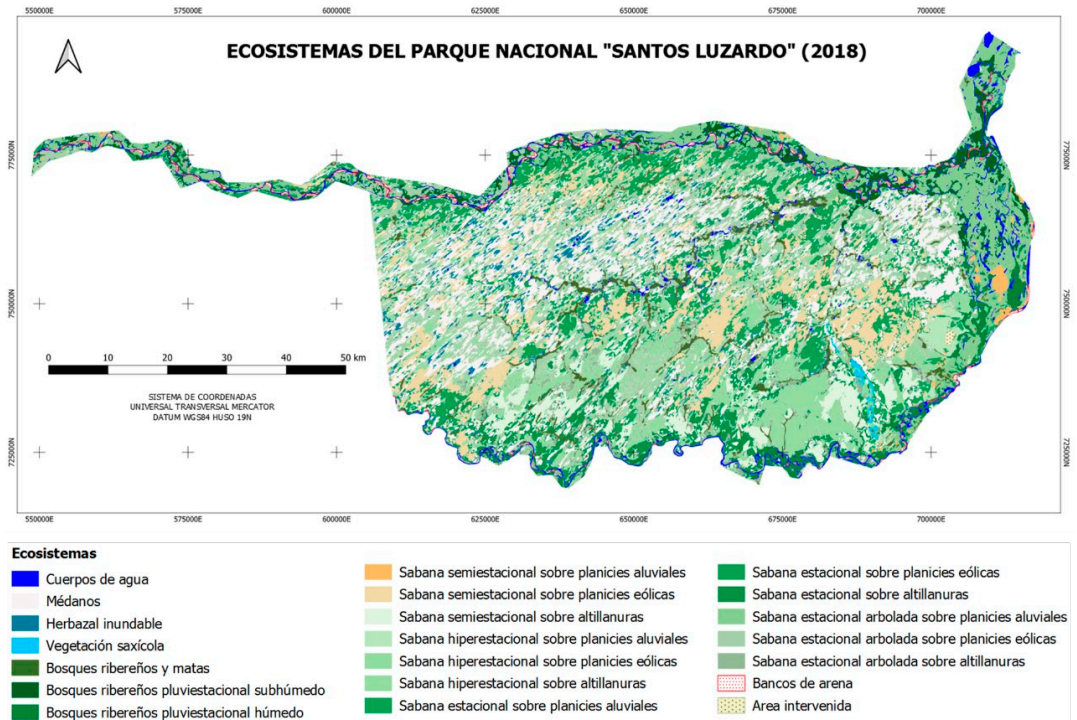 550000E 575000E 600000E 625000E 650000E 675000E 700000E
ECOSISTEMAS DEL PARQUE NACIONAL "SANTOS LUZARDO" (2018)
775000N 775000N
750000N 750000N
0 10 20 30 40 50 km
SISTEMA DE COORDENADAS
UNIVERSAL TRANSVERSAL MERCATOR
DATUM WGS84 HUSO 19N
725000N 725000N
550000E 575000E 600000E 625000E 650000E 675000E 700000E
Ecosistemas
Cuerpos de agua
Médanos
Herbazal inundable
Vegetación saxícola
Bosques ribereños y matas
Bosques ribereños pluviestacional subhúmedo
Bosques ribereños pluviestacional húmedo
Sabana semiestacional sobre planicies aluviales
Sabana semiestacional sobre planicies eólicas
Sabana semiestacional sobre altillanuras
Sabana hiperestacional sobre planicies aluviales
Sabana hiperestacional sobre planicies eólicas
Sabana hiperestacional sobre altillanuras
Sabana estacional sobre planicies aluviales
Sabana estacional sobre planicies eólicas
Sabana estacional sobre altillanuras
Sabana estacional arbolada sobre planicies aluviales
Sabana estacional arbolada sobre planicies eólicas
Sabana estacional arbolada sobre altillanuras
Bancos de arena
Area intervenida